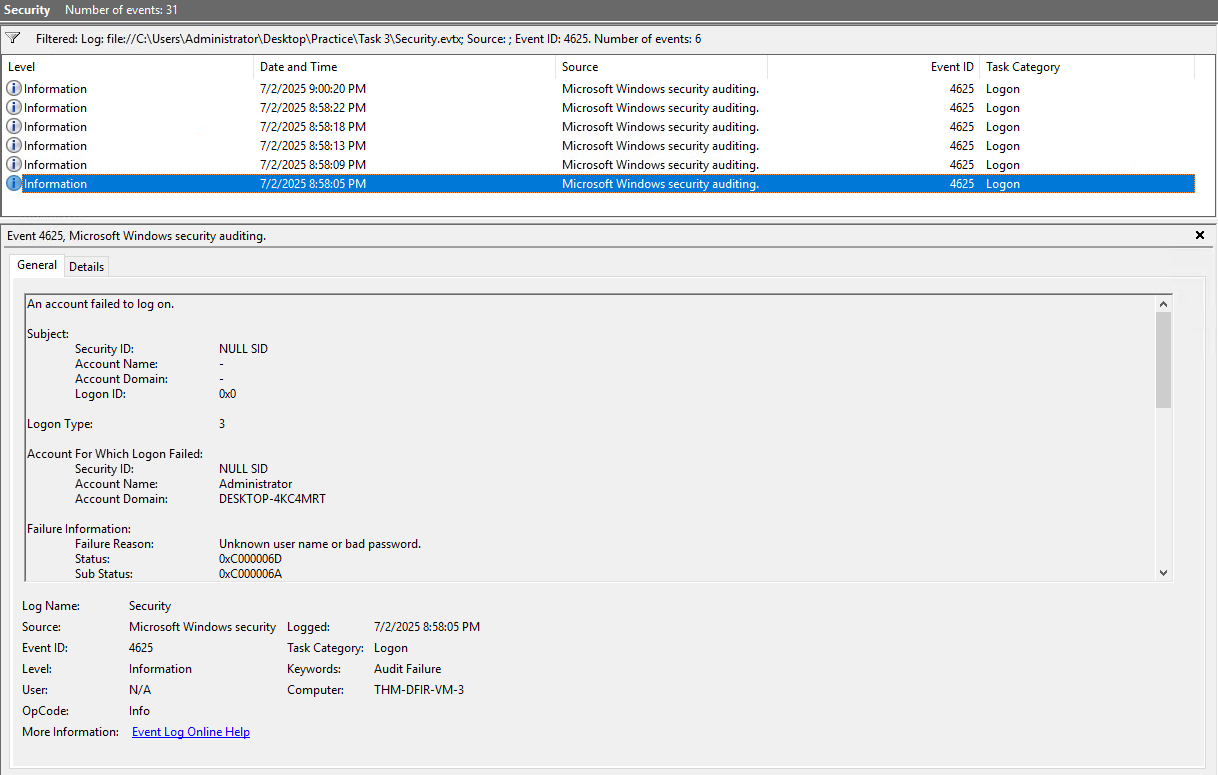 Security Number of events: 31
Filtered: Log: file://C:\Users\Administrator\Desktop\Practice\Task 3\Security.evtx; Source: ; Event ID: 4625. Number of events: 6
Level Date and Time Source Event ID Task Category
Information 7/2/2025 9:00:20 PM Microsoft Windows security auditing. 4625 Logon
Information 7/2/2025 8:58:22 PM Microsoft Windows security auditing. 4625 Logon
Information 7/2/2025 8:58:18 PM Microsoft Windows security auditing. 4625 Logon
Information 7/2/2025 8:58:13 PM Microsoft Windows security auditing. 4625 Logon
Information 7/2/2025 8:58:09 PM Microsoft Windows security auditing. 4625 Logon
Information 7/2/2025 8:58:05 PM Microsoft Windows security auditing. 4625 Logon
Event 4625, Microsoft Windows security auditing.
General Details
An account failed to log on.
Subject:
Security ID: NULL SID
Account Name: -
Account Domain: -
Logon ID: 0x0
Logon Type: 3
Account For Which Logon Failed:
Security ID: NULL SID
Account Name: Administrator
Account Domain: DESKTOP-4KC4MRT
Failure Information:
Failure Reason: Unknown user name or bad password.
Status: 0xC000006D
Sub Status: 0xC000006A
Log Name: Security
Source: Microsoft Windows security Logged: 7/2/2025 8:58:05 PM
Event ID: 4625 Task Category: Logon
Level: Information Keywords: Audit Failure
User: N/A Computer: THM-DFIR-VM-3
OpCode: Info
More Information: Event Log Online Help